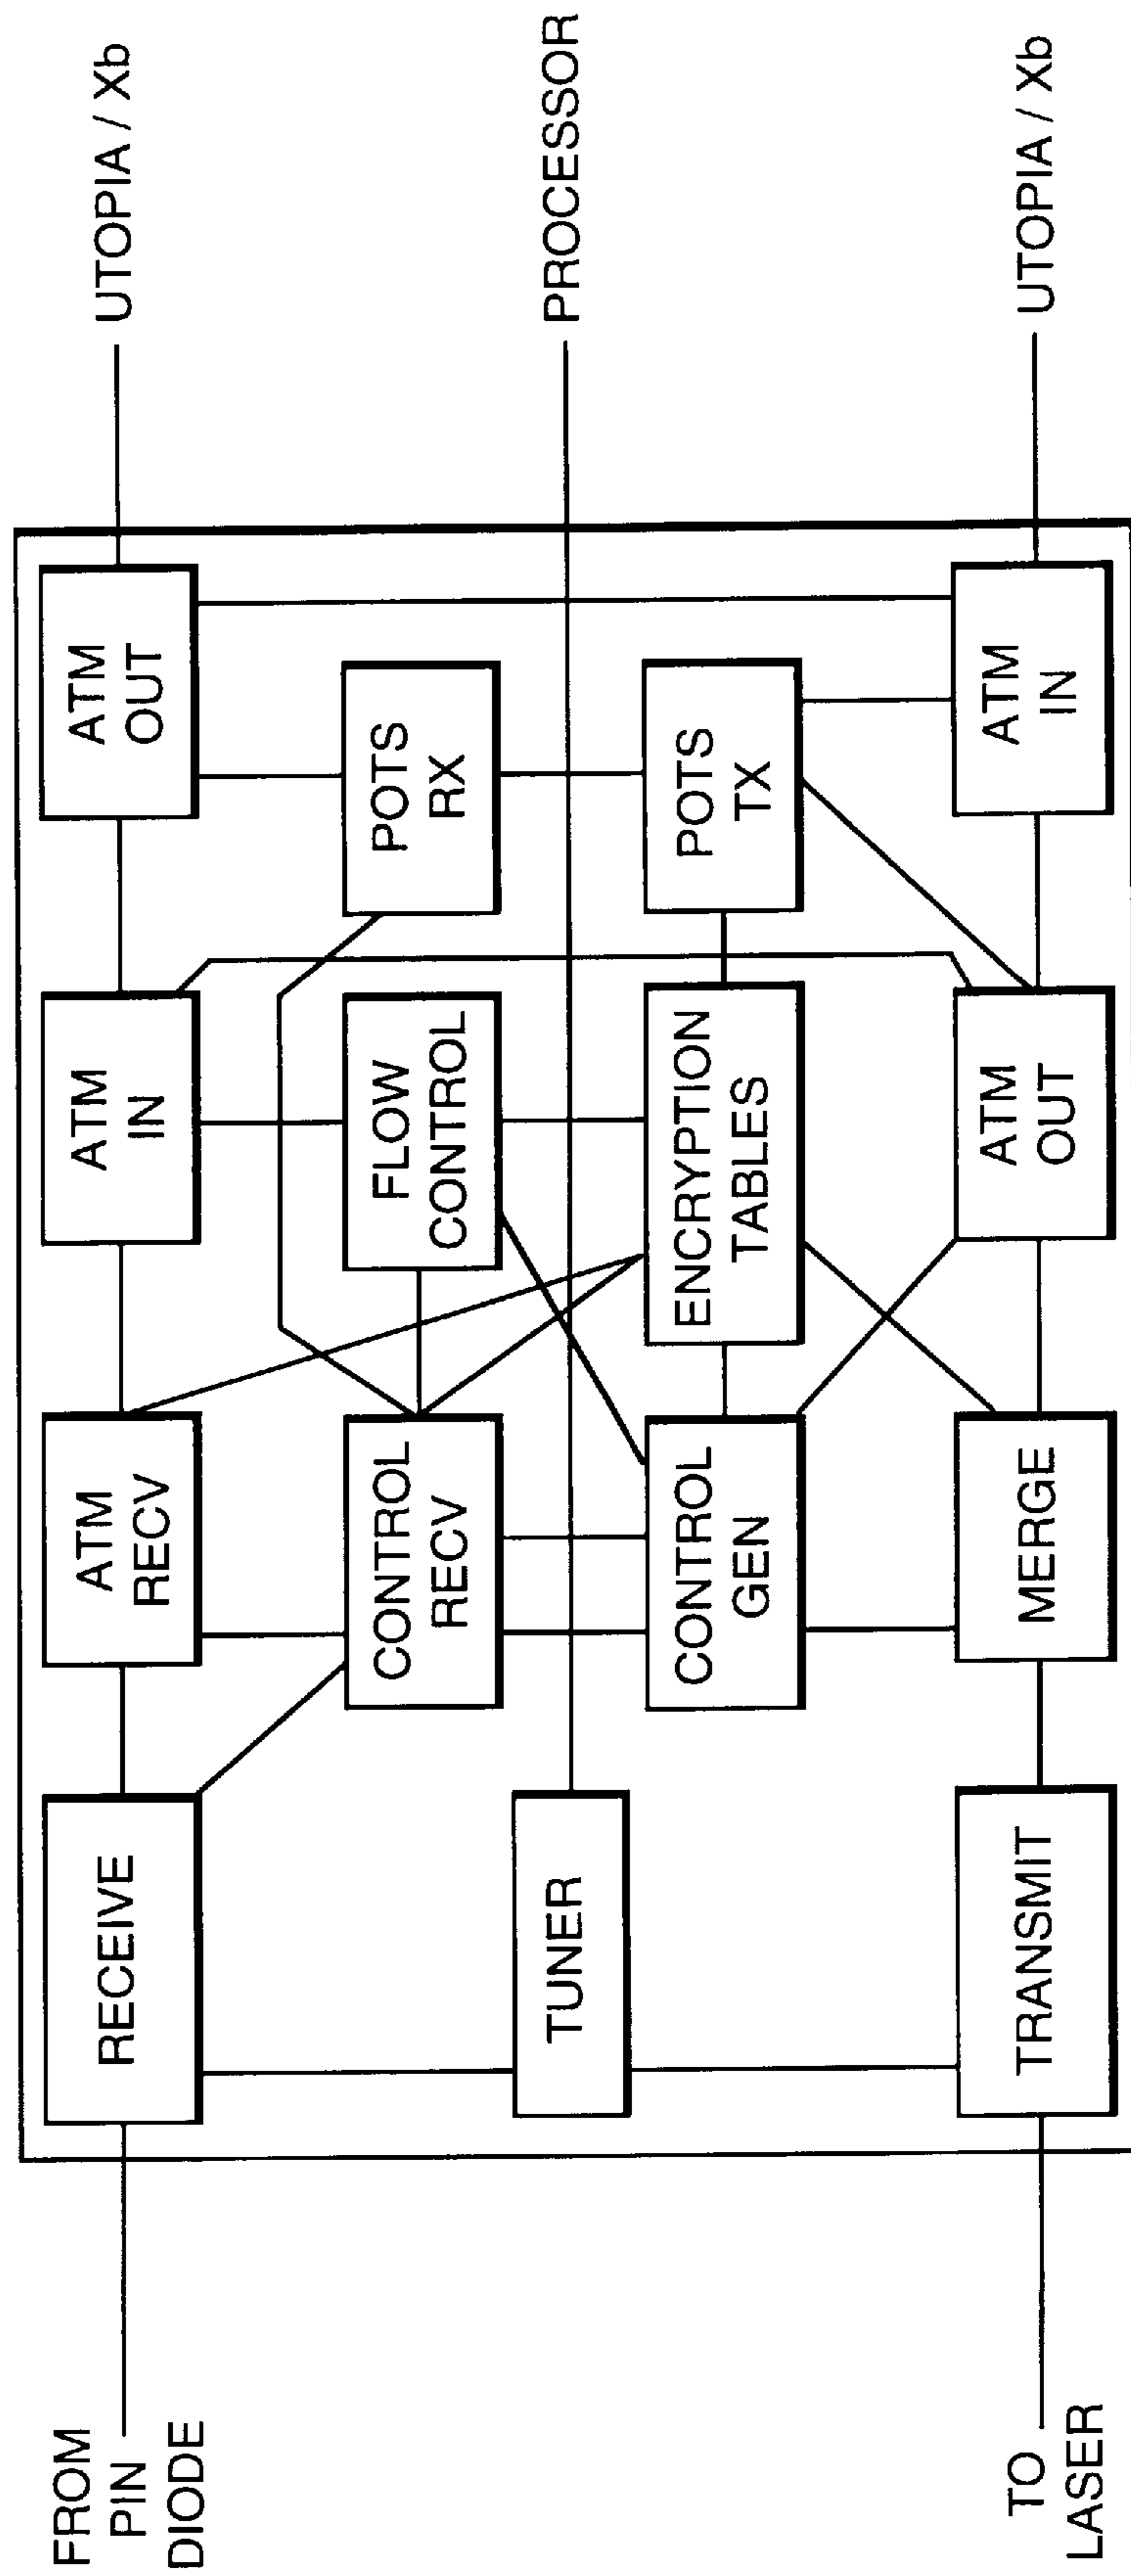 FROM
PIN
DIODE
RECEIVE
ATM
RECV
ATM
IN
ATM
OUT
UTOPIA / Xb
CONTROL
RECV
FLOW
CONTROL
POTS
RX
TUNER
PROCESSOR
CONTROL
GEN
ENCRYPTION
TABLES
POTS
TX
TO
LASER
TRANSMIT
MERGE
ATM
OUT
ATM
IN
UTOPIA / Xb